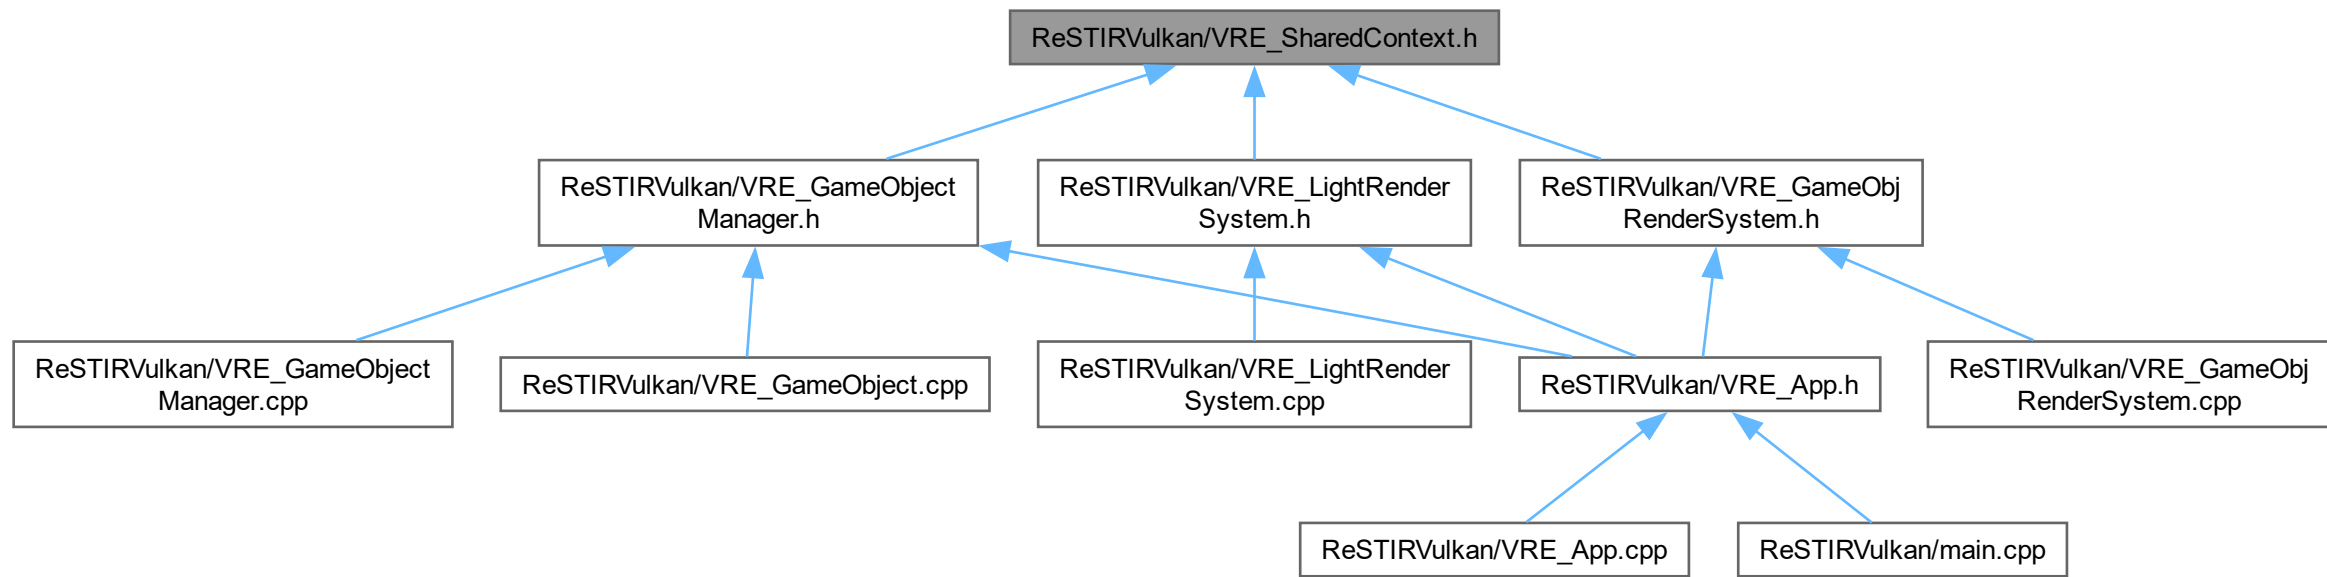 ReSTIRVulkan/VRE_SharedContext.h
ReSTIRVulkan/VRE_GameObject
Manager.h
ReSTIRVulkan/VRE_LightRender
System.h
ReSTIRVulkan/VRE_GameObj
RenderSystem.h
ReSTIRVulkan/VRE_GameObject
Manager.cpp
ReSTIRVulkan/VRE_GameObject.cpp
ReSTIRVulkan/VRE_LightRender
System.cpp
ReSTIRVulkan/VRE_App.h
ReSTIRVulkan/VRE_GameObj
RenderSystem.cpp
ReSTIRVulkan/VRE_App.cpp
ReSTIRVulkan/main.cpp